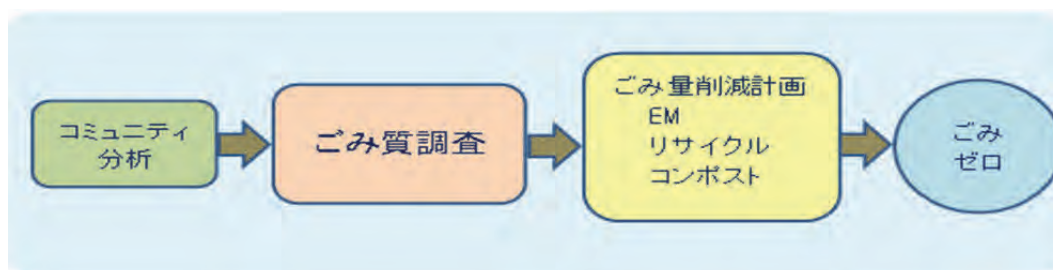 コミュニティ
分析
ごみ質調査
ごみ量削減計画
EM
リサイクル
コンポスト
ごみ
ゼロ